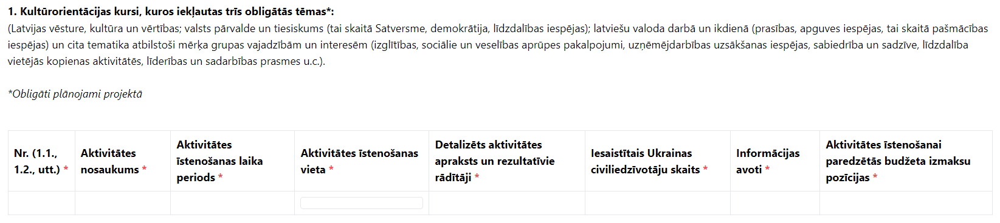 1. Kultūrorientācijas kursi, kuros iekļautas trīs obligātās tēmas*:
(Latvijas vēsture, kultūra un vērtības; valsts pārvalde un tiesiskums (tai skaitā Satversme, demokrātija, līdzdalības iespējas); latviešu valoda darbā un ikdienā (prasības, apguves iespējas, tai skaitā pašmācības
iespējas) un cita tematika atbilstoši mērķa grupas vajadzībām un interesēm (izglītības, sociālie un veselības aprūpes pakalpojumi, uzņēmējdarbības uzsākšanas iespējas, sabiedrība un sadzīve, līdzdalība
vietējās kopienas aktivitātēs, līderības un sadarbības prasmes u.c.).
*Obligāti plānojami projektā
Nr. (1.1.,
1.2., utt.) *
Aktivitātes
nosaukums *
Aktivitātes
īstenošanas laika
periods *
Aktivitātes īstenošanas
vieta *
Detalizēts aktivitātes
apraksts un rezultatīvie
rādītāji *
Iesaistītais Ukrainas
civiliedzīvotāju skaits *
Informācijas
avoti *
Aktivitātes īstenošanai
paredzētās budžeta izmaksu
pozīcijas *